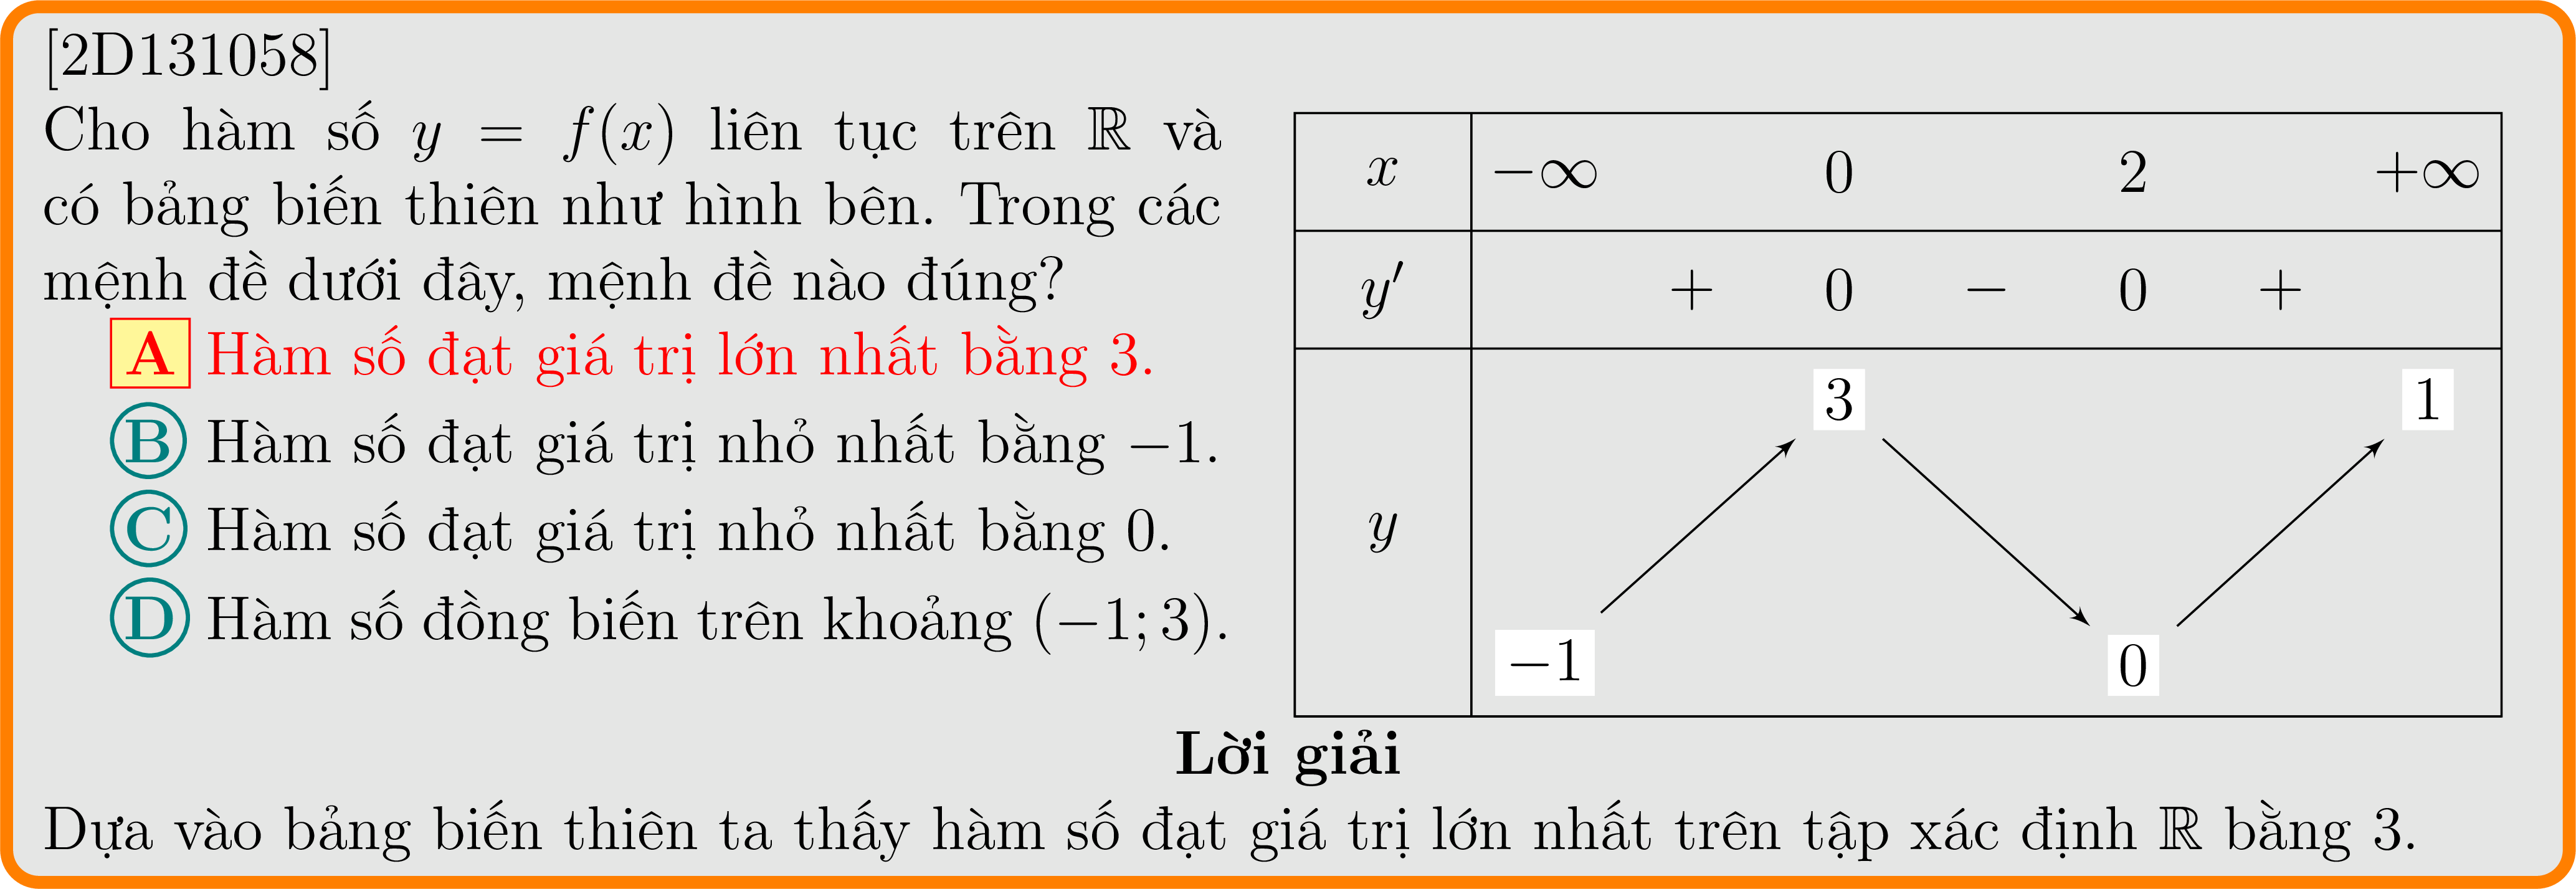 [2D131058]
Cho hàm số y = f(x) liên tục trên ℝ và
có bảng biến thiên như hình bên. Trong các
mệnh đề dưới đây, mệnh đề nào đúng?
A Hàm số đạt giá trị lớn nhất bằng 3.
B Hàm số đạt giá trị nhỏ nhất bằng −1.
C Hàm số đạt giá trị nhỏ nhất bằng 0.
D Hàm số đồng biến trên khoảng (−1; 3).
x −∞ 0 2 +∞
y′ + 0 − 0 +
3 1
y
−1 0
Lời giải
Dựa vào bảng biến thiên ta thấy hàm số đạt giá trị lớn nhất trên tập xác định ℝ bằng 3.